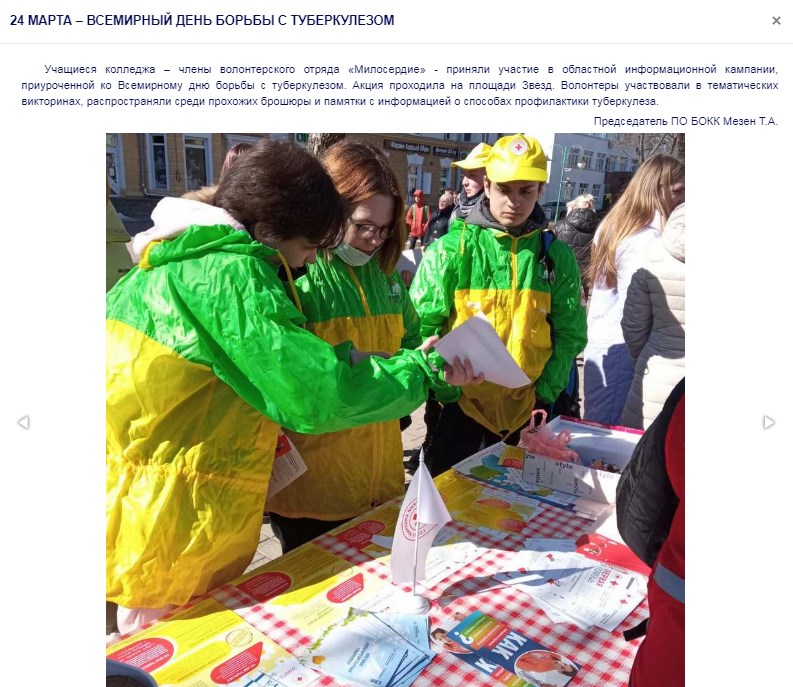 24 МАРТА – ВСЕМИРНЫЙ ДЕНЬ БОРЬБЫ С ТУБЕРКУЛЕЗОМ
Учащиеся колледжа – члены волонтерского отряда «Милосердие» - приняли участие в областной информационной кампании,
приуроченной ко Всемирному дню борьбы с туберкулезом. Акция проходила на площади Звезд. Волонтеры участвовали в тематических
викторинах, распространяли среди прохожих брошюры и памятки с информацией о способах профилактики туберкулеза.
Председатель ПО БОКК Мезен Т.А.
style
КАК